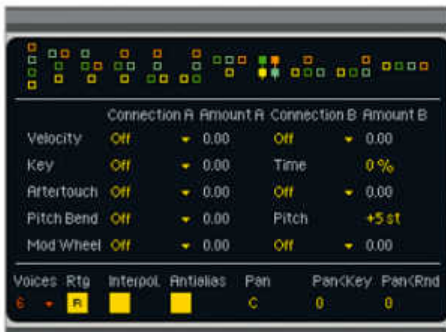 Connection A Amount A Connection B Amount B
Velocity Off 0.00 Off 0.00
Key Off 0.00 Time 0 %
Aftertouch Off 0.00 Off 0.00
Pitch Bend Off 0.00 Pitch +5 st
Mod Wheel Off 0.00 Off 0.00
Voices Rtg Interpol. Antialias Pan Pan<Key Pan<Rnd
6 R C 0 0